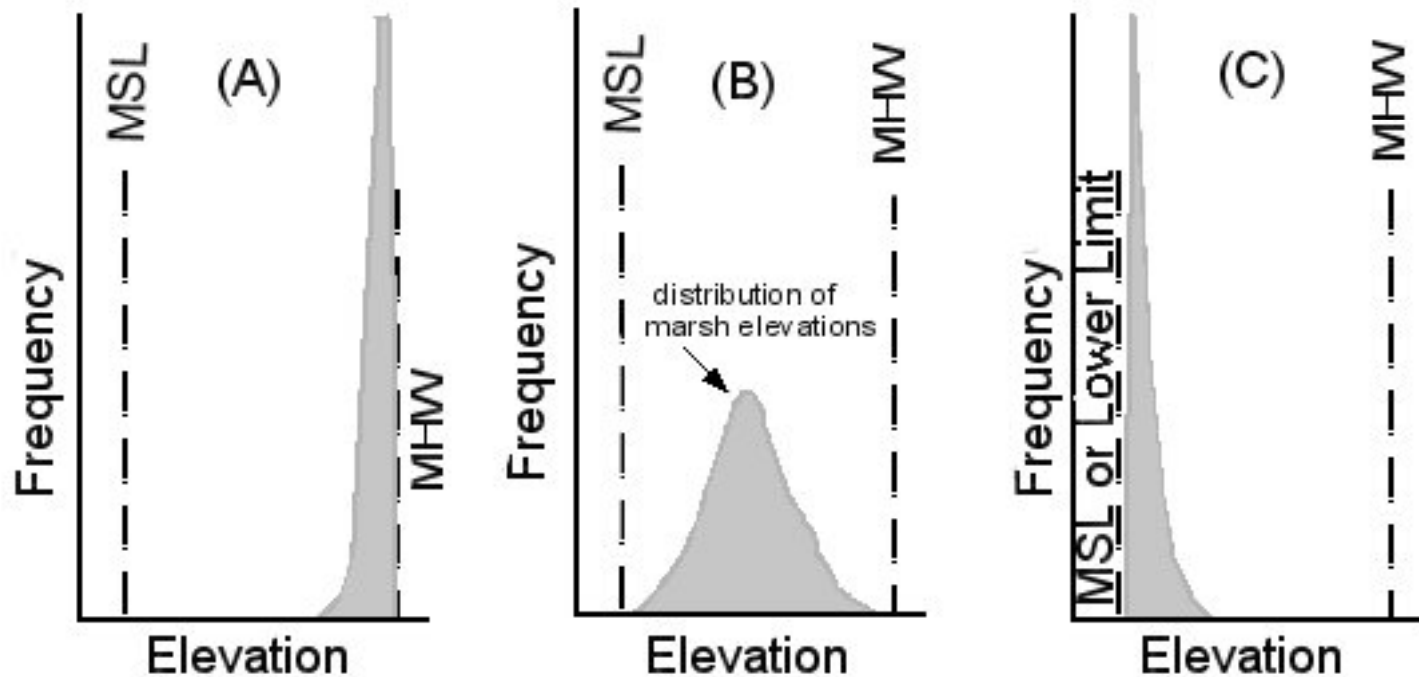 (A)
MSL
MHW
Frequency
Elevation
(B)
MSL
MHW
distribution of
marsh elevations
Frequency
Elevation
(C)
MSL or Lower Limit
MHW
Frequency
Elevation